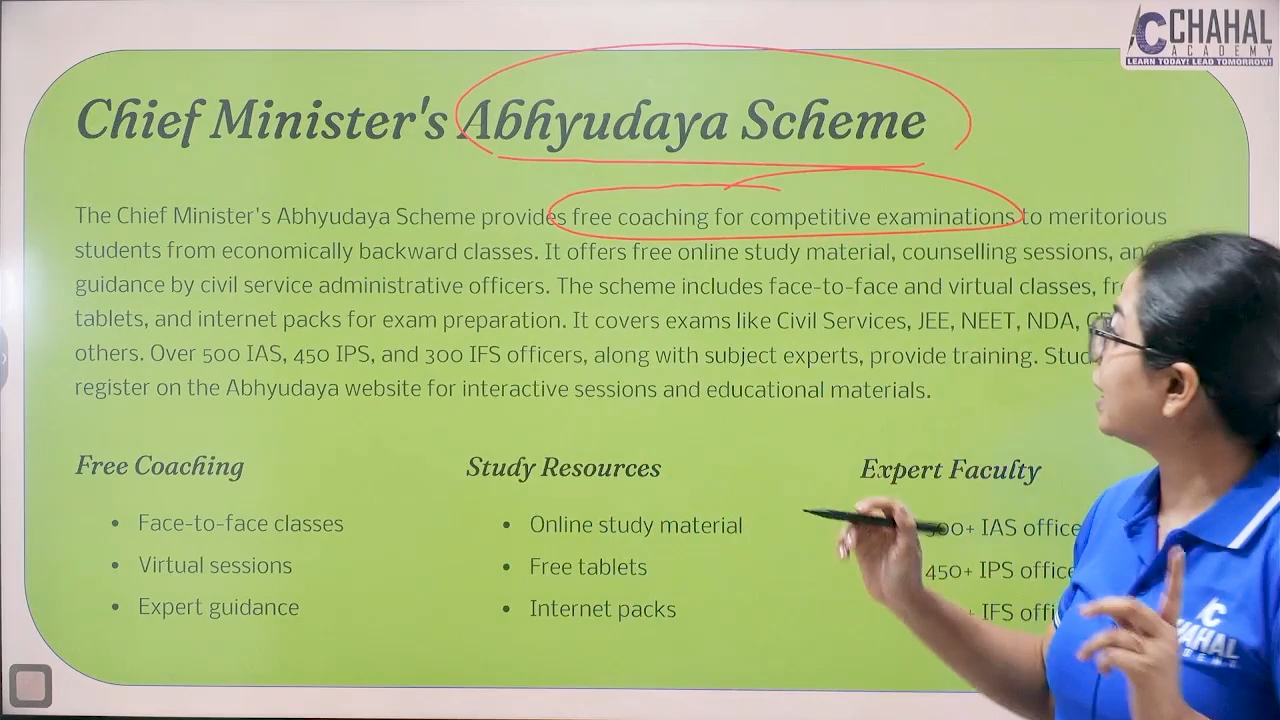 CHAHAL
ACADEMY
LEARN TODAY! LEAD TOMORROW!
Chief Minister's Abhyudaya Scheme
The Chief Minister's Abhyudaya Scheme provides free coaching for competitive examinations to meritorious
students from economically backward classes. It offers free online study material, counselling sessions,
guidance by civil service administrative officers. The scheme includes face-to-face and virtual classes,
tablets, and internet packs for exam preparation. It covers exams like Civil Services, JEE, NEET, NDA,
others. Over 500 IAS, 450 IPS, and 300 IFS officers, along with subject experts, provide training.
register on the Abhyudaya website for interactive sessions and educational materials.
Free Coaching
• Face-to-face classes
• Virtual sessions
• Expert guidance
Study Resources
• Online study material
• Free tablets
• Internet packs
Expert Faculty
IAS
450+ IPS
IFS
CHAHAL